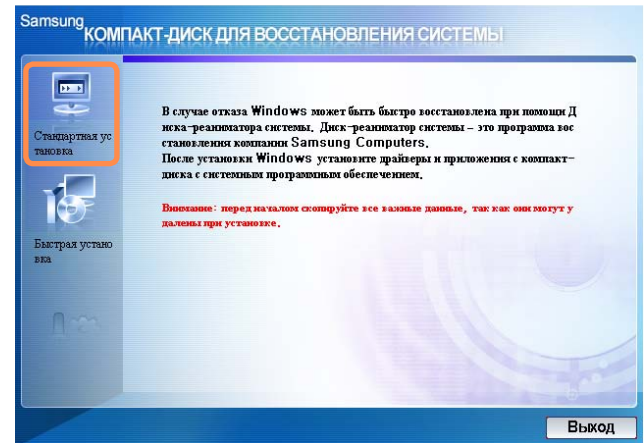 Samsung
КОМПАКТ-ДИСК ДЛЯ ВОССТАНОВЛЕНИЯ СИСТЕМЫ
Стандартная ус
тановка
Быстрая устано
вка
В случае отказа Windows может быть быстро восстановлена при помощи Д
иска-реаниматора системы. Диск-реаниматор системы – это программа вос
становления компании Samsung Computers.
После установки Windows установите драйверы и приложения с компакт-
диска с системным программным обеспечением.
Внимание: перед началом скопируйте все важные данные, так как они могут у
далены при установке.
Выход